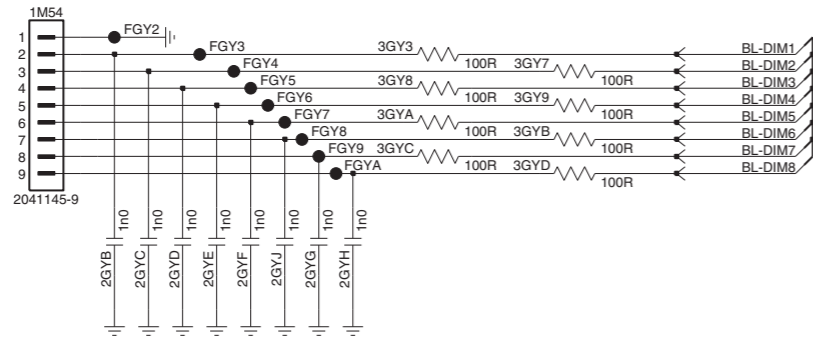 1M54
1 FGY2
2 FGY3 3GY3 100R BL-DIM1
3 FGY4 3GY7 100R BL-DIM2
4 FGY5 3GY8 100R BL-DIM3
5 FGY6 3GY9 100R BL-DIM4
6 FGY7 3GYA 100R BL-DIM5
7 FGY8 3GYB 100R BL-DIM6
8 FGY9 3GYC 100R BL-DIM7
9 FGYA 3GYD 100R BL-DIM8
2041145-9
1n0 1n0 1n0 1n0 1n0 1n0 1n0 1n0
2GYB 2GYC 2GYD 2GYE 2GYF 2GYJ 2GYG 2GYH